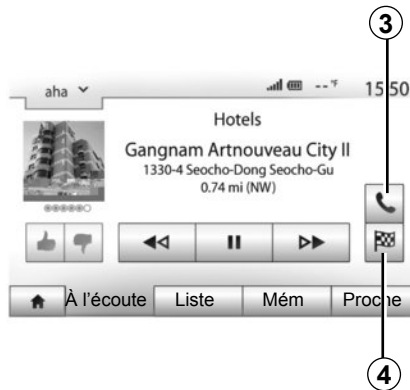 3
aha -- °F 15:50
Hotels
Gangnam Artnouveau City II
1330-4 Seocho-Dong Seocho-Gu
0.74 mi (NW)
À l'écoute Liste Mém Proche
4